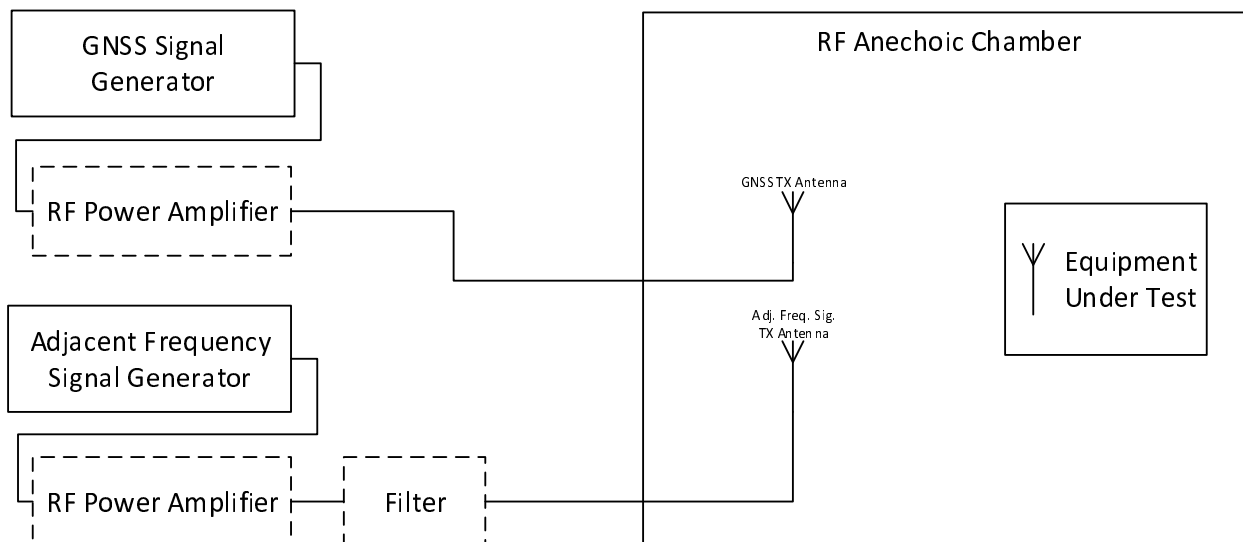 GNSS Signal
Generator
RF Anechoic Chamber
RF Power Amplifier
GNSS TX Antenna
Equipment
Under Test
Adj. Freq. Sig.
TX Antenna
Adjacent Frequency
Signal Generator
RF Power Amplifier
Filter